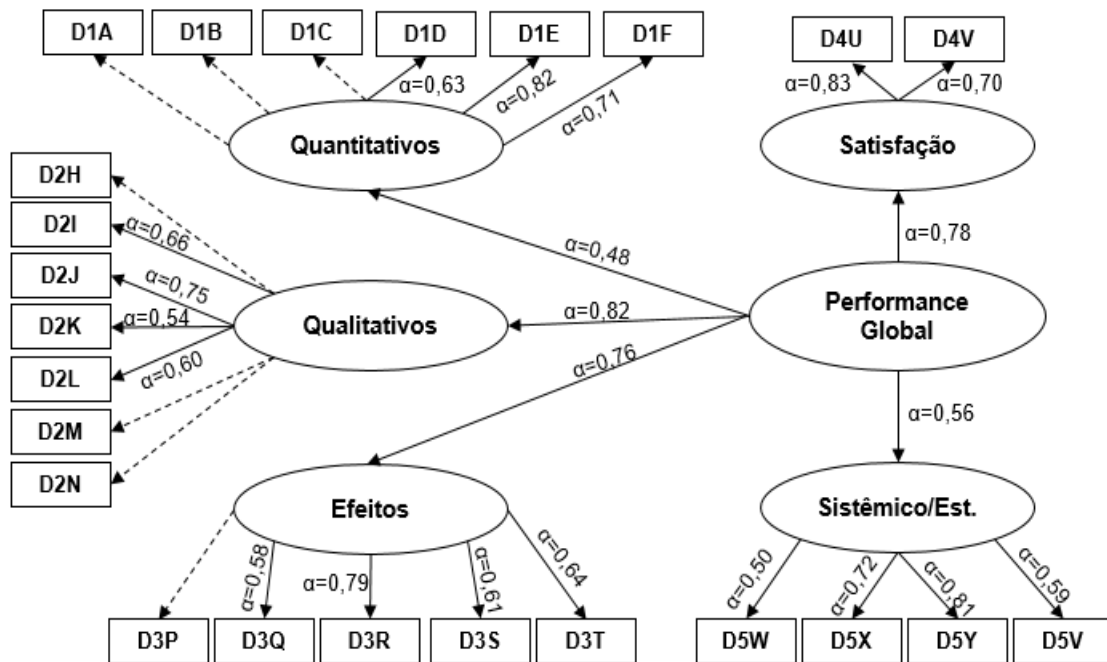 D1A
D1B
D1C
D1D
D1E
D1F
D4U
D4V
α=0,63
α=0,82
α=0,71
α=0,83
α=0,70
Quantitativos
Satisfação
D2H
D2I
D2J
D2K
D2L
D2M
D2N
α=0,66
α=0,75
α=0,54
α=0,60
Qualitativos
α=0,48
α=0,82
α=0,76
α=0,78
Performance
Global
α=0,56
Efeitos
Sistêmico/Est.
α=0,58
α=0,79
α=0,61
α=0,64
α=0,50
α=0,72
α=0,81
α=0,59
D3P
D3Q
D3R
D3S
D3T
D5W
D5X
D5Y
D5V